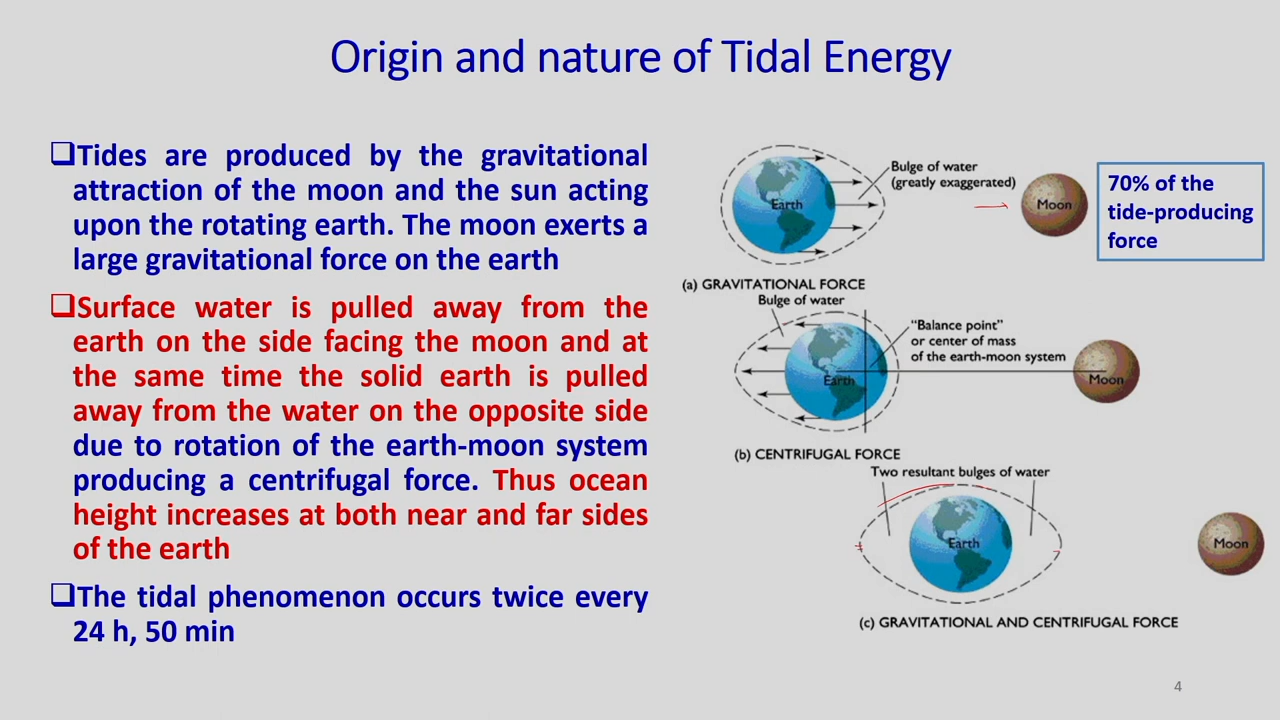 Origin and nature of Tidal Energy
Tides are produced by the gravitational
attraction of the moon and the sun acting
upon the rotating earth. The moon exerts a
large gravitational force on the earth
Surface water is pulled away from the
earth on the side facing the moon and at
the same time the solid earth is pulled
away from the water on the opposite side
due to rotation of the earth-moon system
producing a centrifugal force. Thus ocean
height increases at both near and far sides
of the earth
The tidal phenomenon occurs twice every
24 h, 50 min
Bulge of water
(greatly exaggerated)
Earth
Moon
70% of the
tide-producing
force
(a) GRAVITATIONAL FORCE
Bulge of water
"Balance point"
or center of mass
of the earth-moon system
Earth
Moon
(b) CENTRIFUGAL FORCE
Two resultant bulges of water
Earth
Moon
(c) GRAVITATIONAL AND CENTRIFUGAL FORCE
4